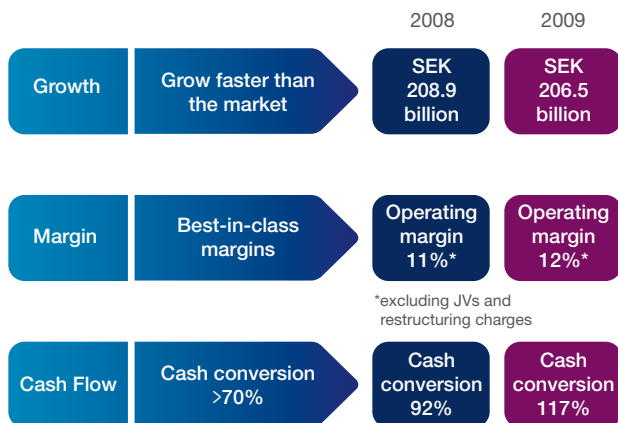 2008
2009
Growth
Grow faster than
the market
SEK
208.9
billion
SEK
206.5
billion
Margin
Best-in-class
margins
Operating
margin
11%*
Operating
margin
12%*
*excluding JVs and
restructuring charges
Cash Flow
Cash conversion
>70%
Cash
conversion
92%
Cash
conversion
117%